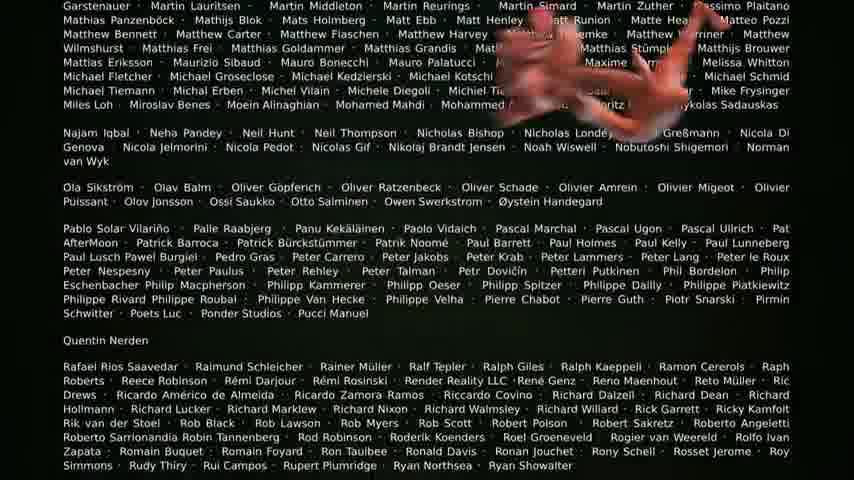 Garstenauer · Martin Lauritsen · Martin Middleton · Martin Reurings · Martin Simard · Martin Zuther · Massimo Plaitano
Mathias Panzenböck · Mathijs Blok · Mats Holmberg · Matt Ebb · Matt Henley · Matt Runion · Matte · Matteo Pozzi
Matthew Bennett · Matthew Carter · Matthew Flaschen · Matthew Harvey · Matthew · Matthew
Wilmshurst · Matthias Frei · Matthias Goldammer · Matthias Grandis · Matthias · Matthijs Brouwer
Mattias Eriksson · Maurizio Sibaud · Mauro Bonecchi · Mauro Palatucci · Maxime · Melissa Whitton
Michael Fletcher · Michael Groseclose · Michael Kedzierski · Michael · Michael Schmid
Michael Tiemann · Michal Erben · Michel Vilain · Michele Diegoli · Mike Frysinger
Miles Loh · Miroslav Benes · Moein Alinaghian · Mohamed Mahdi · Mohammed · Mykolas Sadauskas
Najam Iqbal · Neha Pandey · Neil Hunt · Neil Thompson · Nicholas Bishop · Nicholas · Greßmann · Nicola Di
Genova · Nicola Jelmorini · Nicola Pedot · Nicolas Gif · Nikolaj Brandt Jensen · Noah Wiswell · Nobutoshi Shigemori · Norman
van Wyk
Ola Sikström · Olav Balm · Oliver Göpferich · Oliver Ratzenbeck · Oliver Schade · Olivier Amrein · Olivier Migeot · Olivier
Puissant · Olov Jonsson · Ossi Saukko · Otto Salminen · Owen Swerkstrom · Øystein Handegard
Pablo Solar Vilariño · Palle Raabjerg · Panu Kekäläinen · Paolo Vidaich · Pascal Marchal · Pascal Ugon · Pascal Ullrich · Pat
AfterMoon · Patrick Barroca · Patrick Bürckstümmer · Patrik Noomé · Paul Barrett · Paul Holmes · Paul Kelly · Paul Lunneberg
Paul Lusch Pawel Burgiel · Pedro Gras · Peter Carrero · Peter Jakobs · Peter Krab · Peter Lammers · Peter Lang · Peter le Roux
Peter Nespesny · Peter Paulus · Peter Rehley · Peter Talman · Petr Dovičín · Petteri Putkinen · Phil Bordelon · Philip
Eschenbacher Philip Macpherson · Philipp Kammerer · Philipp Oeser · Philipp Spitzer · Philippe Dailly · Philippe Piatkiewitz
Philippe Rivard Philippe Roubal · Philippe Van Hecke · Philippe Velha · Pierre Chabot · Pierre Guth · Piotr Snarski · Pirmin
Schwitter · Poets Luc · Ponder Studios · Pucci Manuel
Quentin Nerden
Rafael Rios Saavedar · Raimund Schleicher · Rainer Müller · Ralf Tepler · Ralph Giles · Ralph Kaeppeli · Ramon Cererols · Raph
Roberts · Reece Robinson · Rémi Darjour · Rémi Rosinski · Render Reality LLC · René Genz · Reno Maenhout · Reto Müller · Ric
Drews · Ricardo Américo de Almeida · Ricardo Zamora Ramos · Riccardo Covino · Richard Dalzell · Richard Dean · Richard
Hollmann · Richard Lucker · Richard Marklew · Richard Nixon · Richard Walmsley · Richard Willard · Rick Garrett · Ricky Kamfolt
Rik van der Stoel · Rob Black · Rob Lawson · Rob Myers · Rob Scott · Robert Polson · Robert Sakretz · Roberto Angeletti
Roberto Sarrionandia Robin Tannenberg · Rod Robinson · Roderik Koenders · Roel Groeneveld · Rogier van Weereld · Rolfo Ivan
Zapata · Romain Buquet · Romain Foyard · Ron Taulbee · Ronald Davis · Ronan Jouchet · Rony Schell · Rosset Jerome · Roy
Simmons · Rudy Thiry · Rui Campos · Rupert Plumridge · Ryan Northsea · Ryan Showalter